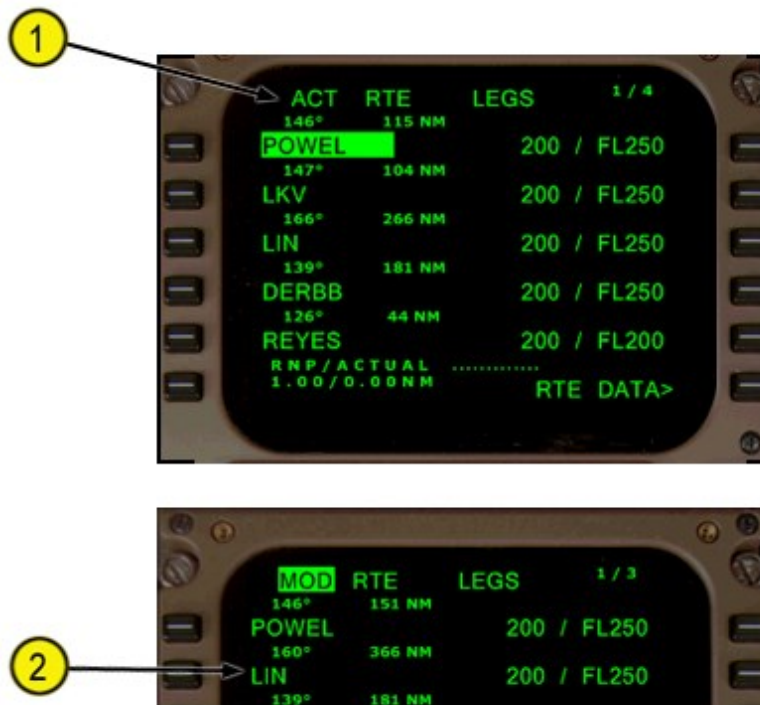 1
ACT RTE LEGS 1 / 4
146° 115 NM
POWEL 200 / FL250
147° 104 NM
LKV 200 / FL250
166° 266 NM
LIN 200 / FL250
139° 181 NM
DERBB 200 / FL250
126° 44 NM
REYES 200 / FL200
RNP/ACTUAL .............
1.00/0.00NM RTE DATA>
MOD RTE LEGS 1 / 3
146° 151 NM
POWEL 200 / FL250
160° 366 NM
2
LIN 200 / FL250
139° 181 NM